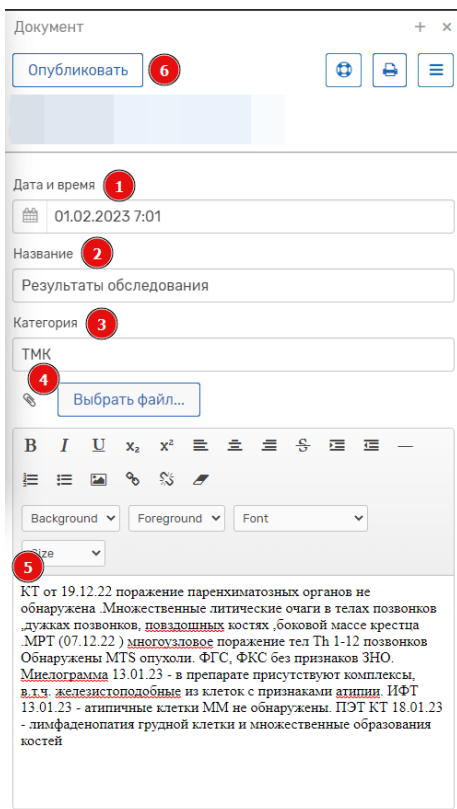 Документ
Опубликовать 6
Дата и время 1
01.02.2023 7:01
Название 2
Результаты обследования
Категория 3
ТМК
4
Выбрать файл...
B I U x₂ x² S
Background Foreground Font
Size
5
КТ от 19.12.22 поражение паренхиматозных органов не
обнаружена .Множественные литические очаги в телах позвонков
,дужках позвонков, повздошных костях ,боковой массе крестца
.МРТ (07.12.22 ) многоузловое поражение тел Th 1-12 позвонков
Обнаружены MTS опухоли. ФГС, ФКС без признаков ЗНО.
Миелограмма 13.01.23 - в препарате присутствуют комплексы,
в.т.ч. железистоподобные из клеток с признаками атипии. ИФТ
13.01.23 - атипичные клетки ММ не обнаружены. ПЭТ КТ 18.01.23
- лимфаденопатия грудной клетки и множественные образования
костей